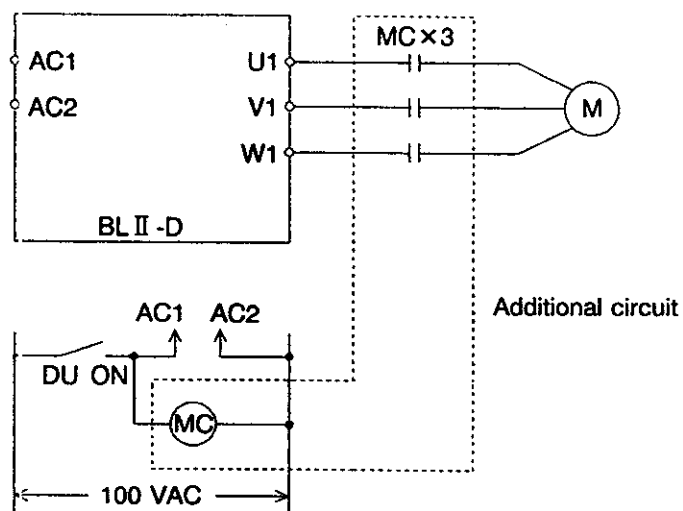 MC×3
AC1
U1
AC2
V1
M
W1
BLⅡ-D
AC1
AC2
Additional circuit
DU ON
MC
100 VAC